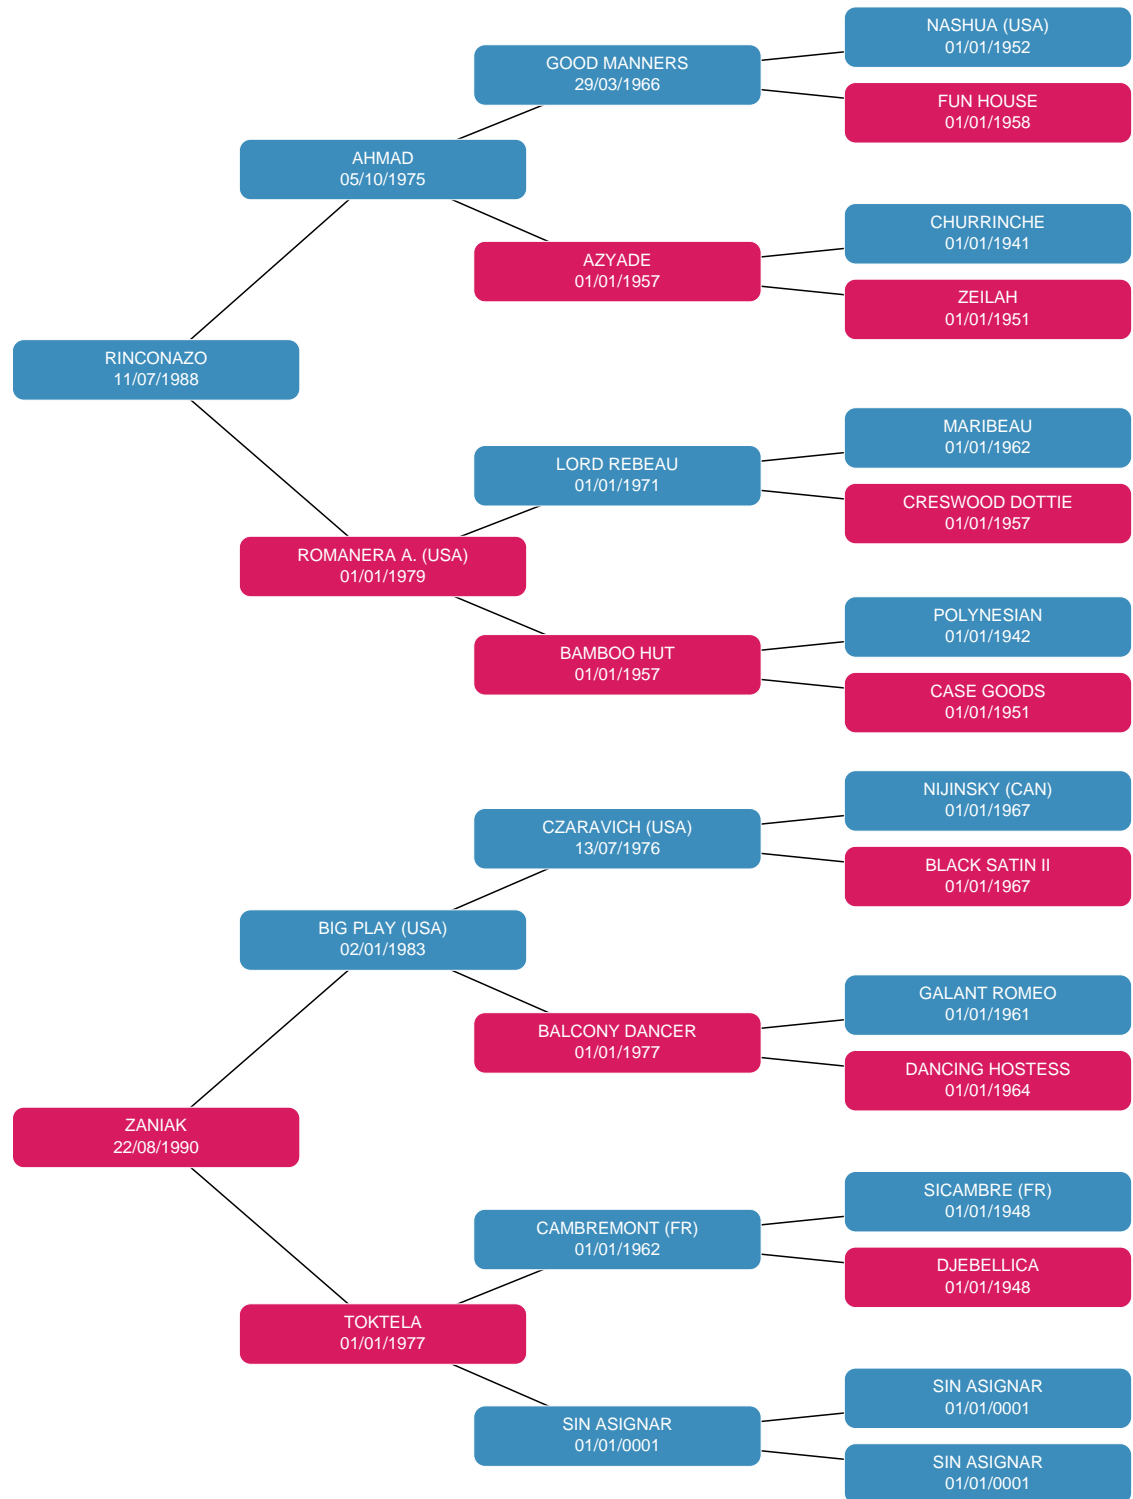 NASHUA (USA)
01/01/1952
GOOD MANNERS
29/03/1966
FUN HOUSE
01/01/1958
AHMAD
05/10/1975
CHURRINCHE
01/01/1941
AZYADE
01/01/1957
ZEILAH
01/01/1951
RINCONAZO
11/07/1988
MARIBEAU
01/01/1962
LORD REBEAU
01/01/1971
CRESWOOD DOTTIE
01/01/1957
ROMANERA A. (USA)
01/01/1979
POLYNESIAN
01/01/1942
BAMBOO HUT
01/01/1957
CASE GOODS
01/01/1951
NIJINSKY (CAN)
01/01/1967
CZARAVICH (USA)
13/07/1976
BLACK SATIN II
01/01/1967
BIG PLAY (USA)
02/01/1983
GALANT ROMEO
01/01/1961
BALCONY DANCER
01/01/1977
DANCING HOSTESS
01/01/1964
ZANIAK
22/08/1990
SICAMBRE (FR)
01/01/1948
CAMBREMONT (FR)
01/01/1962
DJEBELLICA
01/01/1948
TOKTELA
01/01/1977
SIN ASIGNAR
01/01/0001
SIN ASIGNAR
01/01/0001
SIN ASIGNAR
01/01/0001